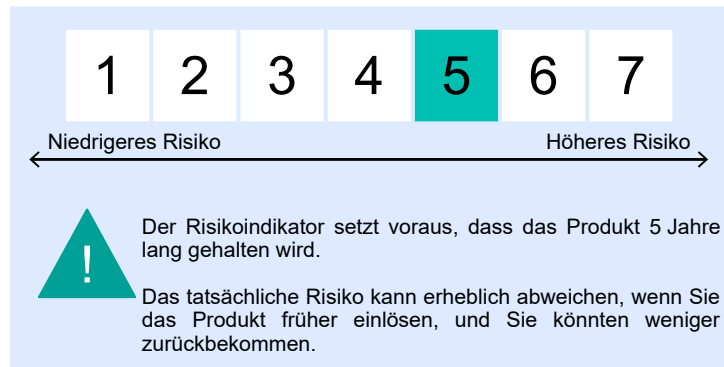 1 2 3 4 5 6 7
Niedrigeres Risiko Höheres Risiko
!
Der Risikoindikator setzt voraus, dass das Produkt 5 Jahre
lang gehalten wird.
Das tatsächliche Risiko kann erheblich abweichen, wenn Sie
das Produkt früher einlösen, und Sie könnten weniger
zurückbekommen.